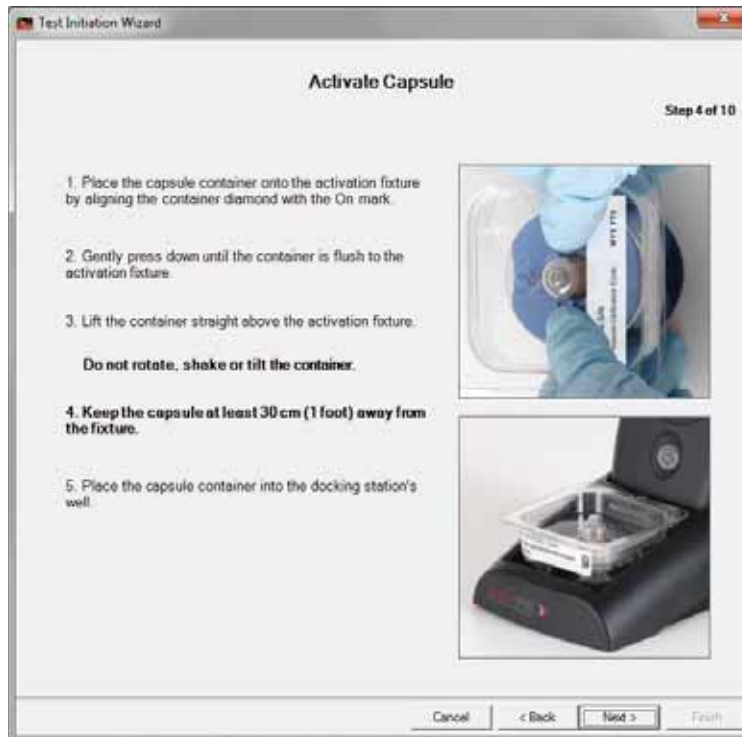 Test Initiation Wizard
Activate Capsule
Step 4 of 10
1. Place the capsule container onto the activation fixture
by aligning the container diamond with the On mark.
2. Gently press down until the container is flush to the
activation fixture.
3. Lift the container straight above the activation fixture.
Do not rotate, shake or tilt the container.
4. Keep the capsule at least 30 cm (1 foot) away from
the fixture.
5. Place the capsule container into the docking station's
well.
Cancel
< Back
Next >
Finish